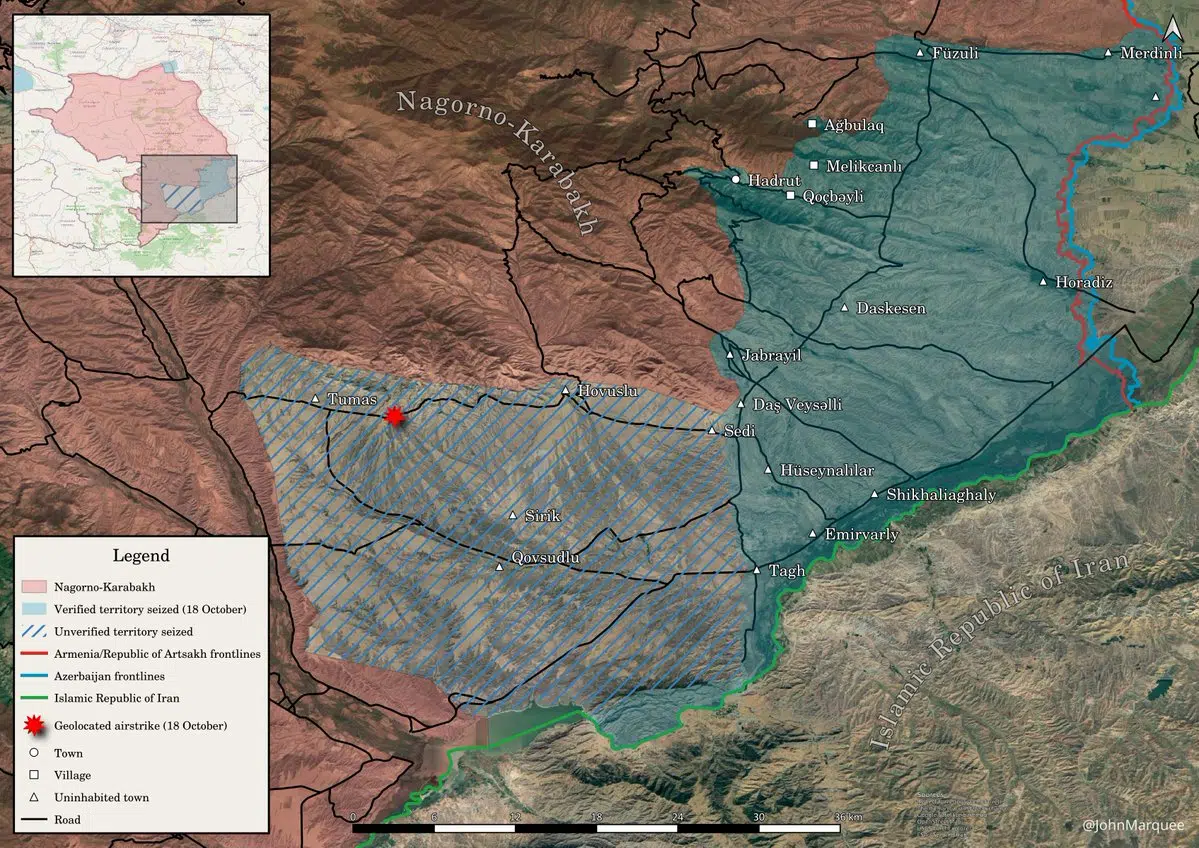 Füzuli
Merdinli
Nagorno-Karabakh
Ağbulaq
Melikcanlı
Hadrut
Qoçbəyli
Horadiz
Daskesen
Jabrayil
Hovuslu
Tumas
Daş Veysəlli
Sedi
Hüseynalılar
Shikhaliaghaly
Sirik
Emirvarly
Qovsudlu
Tagh
Islamic Republic of Iran
Legend
Nagorno-Karabakh
Verified territory seized (18 October)
Unverified territory seized
Armenia/Republic of Artsakh frontlines
Azerbaijan frontlines
Islamic Republic of Iran
Geolocated airstrike (18 October)
Town
Village
Uninhabited town
Road
0 6 12 18 24 30 36 km
@JohnMarquee